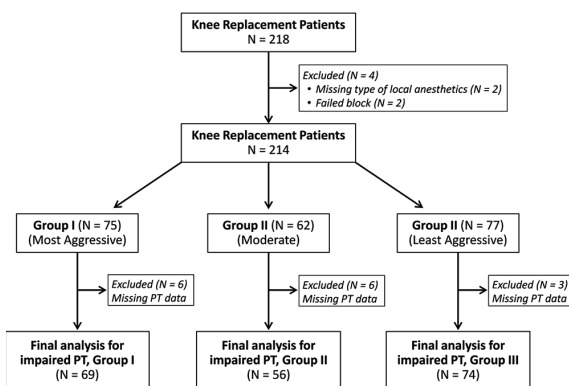 Knee Replacement Patients
N = 218
Excluded (N = 4)
• Missing type of local anesthetics (N = 2)
• Failed block (N = 2)
Knee Replacement Patients
N = 214
Group I (N = 75)
(Most Aggressive)
Group II (N = 62)
(Moderate)
Group II (N = 77)
(Least Aggressive)
Excluded (N = 6)
Missing PT data
Excluded (N = 6)
Missing PT data
Excluded (N = 3)
Missing PT data
Final analysis for
impaired PT, Group I
(N = 69)
Final analysis for
impaired PT, Group II
(N = 56)
Final analysis for
impaired PT, Group III
(N = 74)